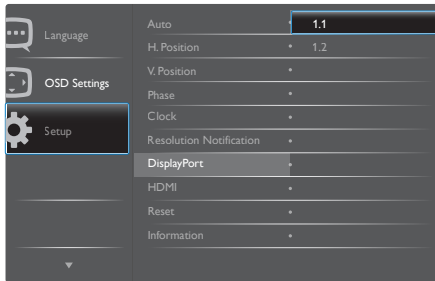 Language
OSD Settings
Setup
Auto
H. Position
V. Position
Phase
Clock
Resolution Notification
DisplayPort
HDMI
Reset
Information
1.1
1.2